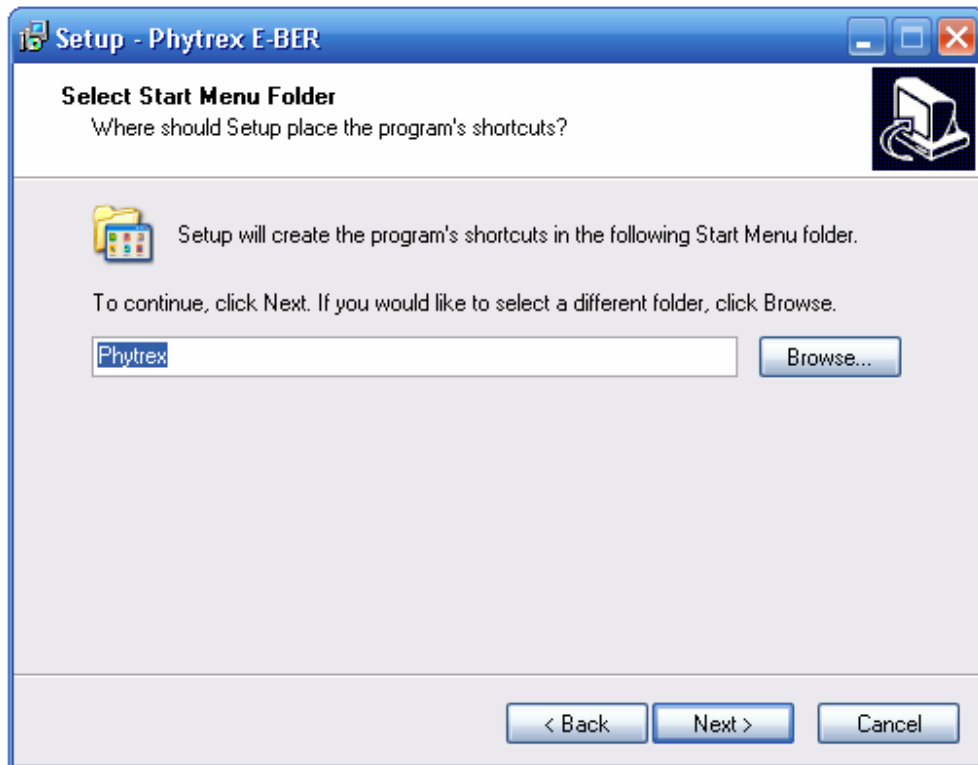 Setup - Phytrex E-BER
Select Start Menu Folder
Where should Setup place the program's shortcuts?
Setup will create the program's shortcuts in the following Start Menu folder.
To continue, click Next. If you would like to select a different folder, click Browse.
Phytrex
Browse...
< Back
Next >
Cancel